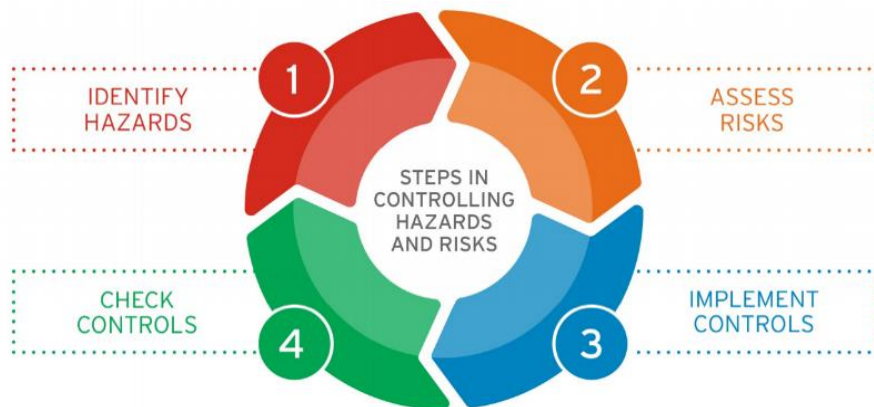 1
IDENTIFY
HAZARDS
2
ASSESS
RISKS
STEPS IN
CONTROLLING
HAZARDS
AND RISKS
3
IMPLEMENT
CONTROLS
4
CHECK
CONTROLS